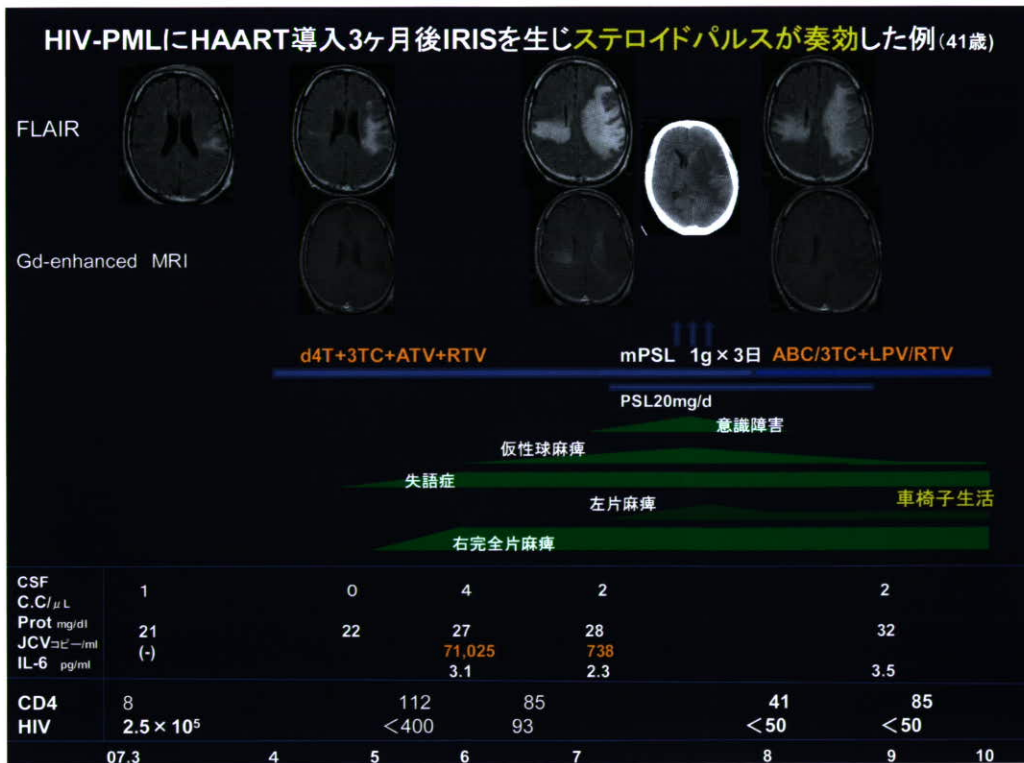 HIV-PMLにHAART導入3ヶ月後IRISを生じステロイドパルスが奏効した例(41歳)
FLAIR
Gd-enhanced MRI
d4T+3TC+ATV+RTV
mPSL 1g×3日
ABC/3TC+LPV/RTV
PSL20mg/d
意識障害
仮性球麻痺
失語症
左片麻痺
車椅子生活
右完全片麻痺
CSF
C.C/μL 1 0 4 2 2
Prot mg/dl 21 22 27 28 32
JCVコピー/ml (-) 71,025 738
IL-6 pg/ml 3.1 2.3 3.5
CD4 8 112 85 41 85
HIV 2.5×10⁵ <400 93 <50 <50
07.3 4 5 6 7 8 9 10